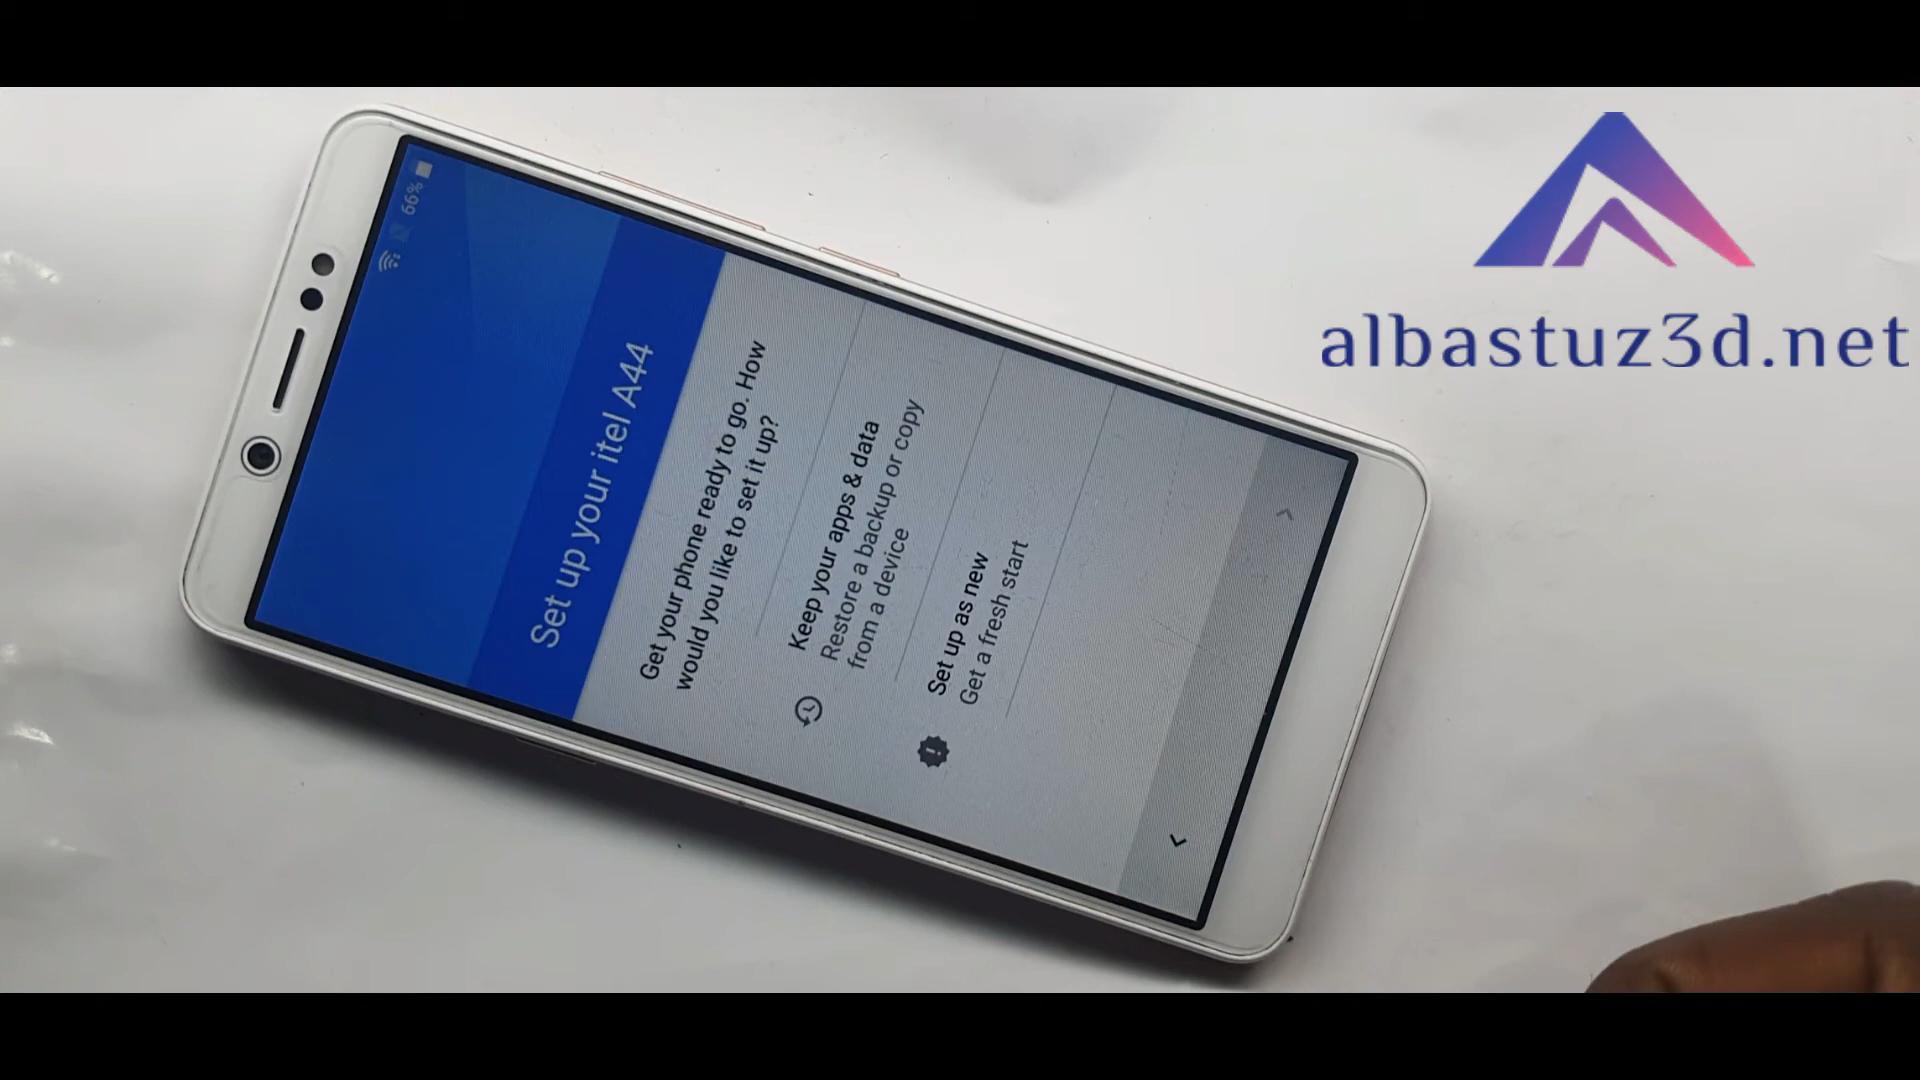 66%
Set up your itel A44
Get your phone ready to go. How
would you like to set it up?
Keep your apps & data
Restore a backup or copy
from a device
Set up as new
Get a fresh start
albastuz3d.net